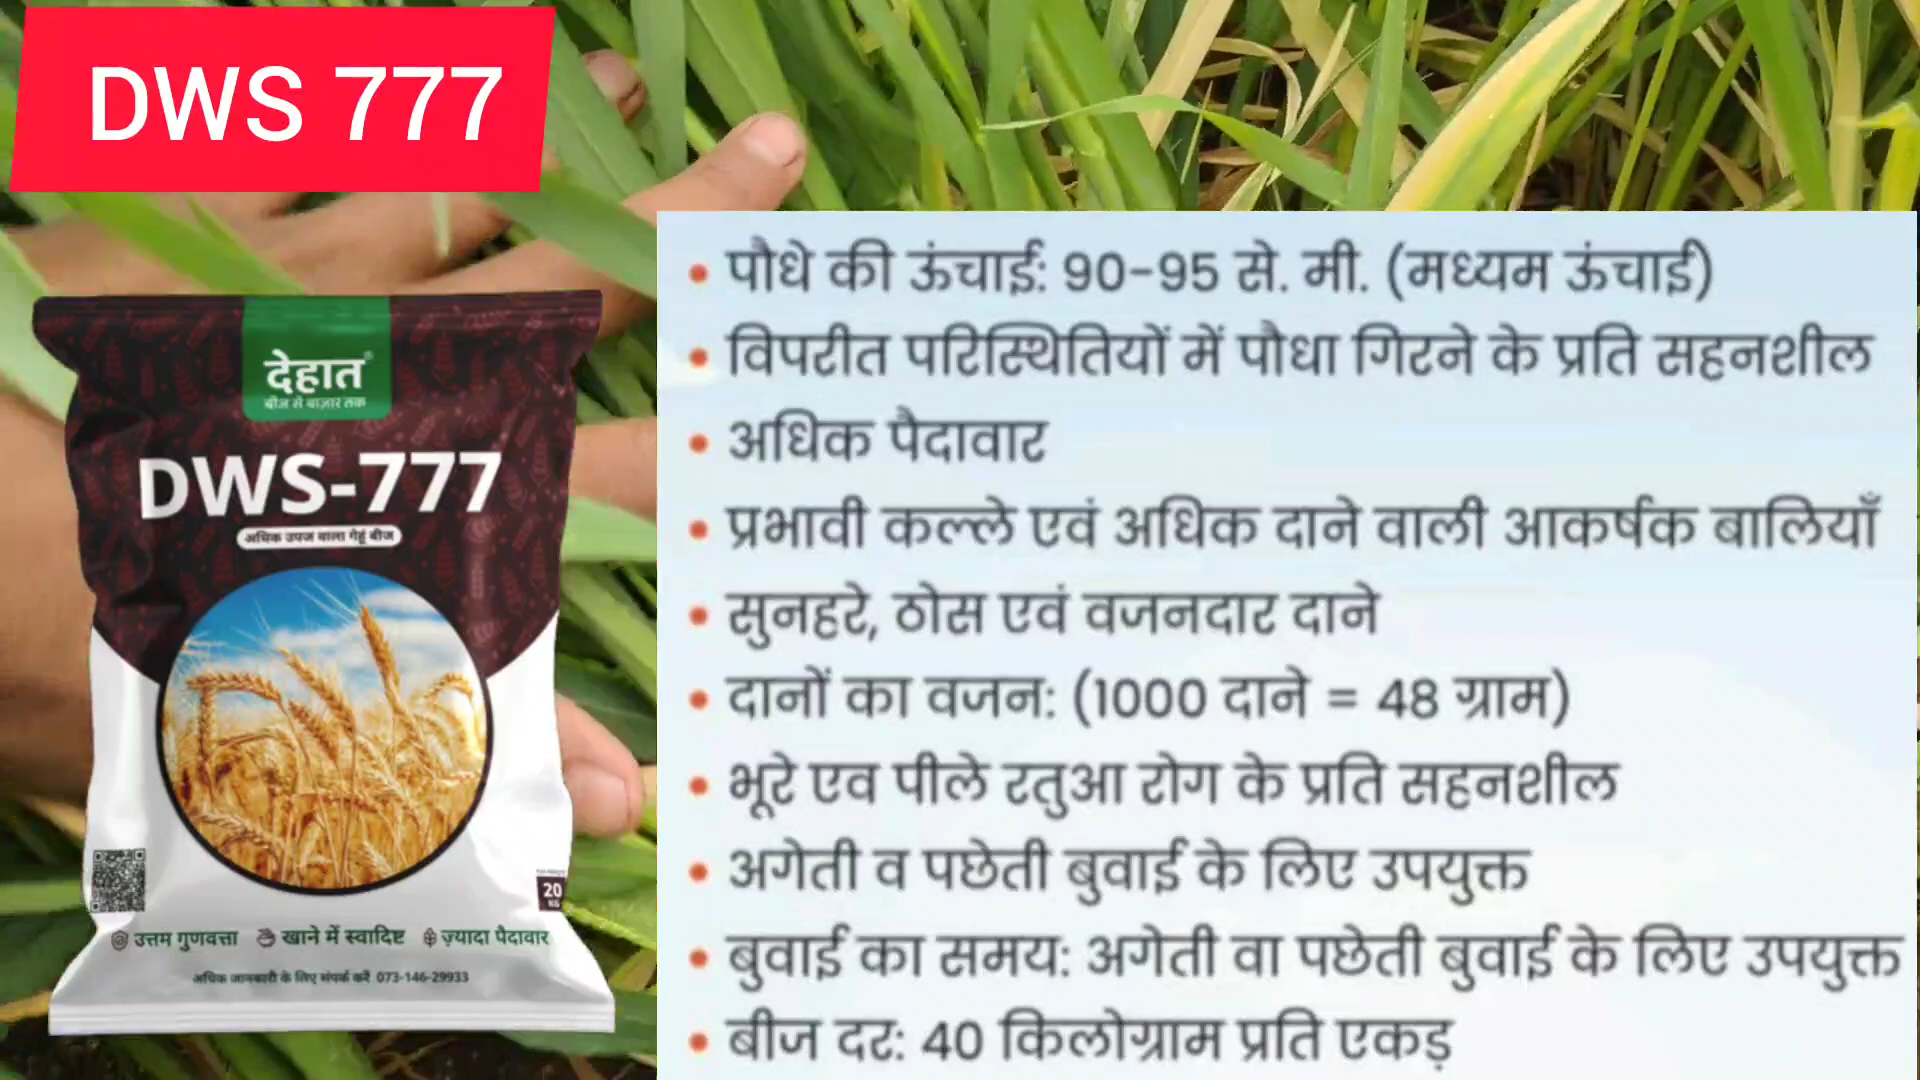 DWS 777
देहात
बीज से बाज़ार तक
DWS-777
अधिक उपज वाला गेहूं बीज
20
KG
उत्तम गुणवत्ता खाने में स्वादिष्ट ज़्यादा पैदावार
अधिक जानकारी के लिए संपर्क करें 073-146-29933
• पौधे की ऊंचाई: 90-95 से. मी. (मध्यम ऊंचाई)
• विपरीत परिस्थितियों में पौधा गिरने के प्रति सहनशील
• अधिक पैदावार
• प्रभावी कल्ले एवं अधिक दाने वाली आकर्षक बालियाँ
• सुनहरे, ठोस एवं वजनदार दाने
• दानों का वजन: (1000 दाने = 48 ग्राम)
• भूरे एव पीले रतुआ रोग के प्रति सहनशील
• अगेती व पछेती बुवाई के लिए उपयुक्त
• बुवाई का समय: अगेती वा पछेती बुवाई के लिए उपयुक्त
• बीज दर: 40 किलोग्राम प्रति एकड़